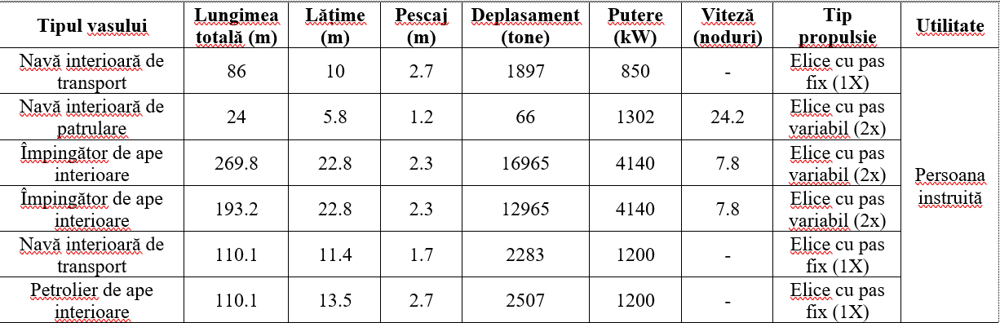 Tipul vasului Lungimea totală (m) Lățime (m) Pescaj (m) Deplasament (tone) Putere (kW) Viteză (noduri) Tip propulsie Utilitate
Navă interioară de transport 86 10 2.7 1897 850 - Elice cu pas fix (1X) Persoana instruită
Navă interioară de patrulare 24 5.8 1.2 66 1302 24.2 Elice cu pas variabil (2x)
Împingător de ape interioare 269.8 22.8 2.3 16965 4140 7.8 Elice cu pas variabil (2x)
Împingător de ape interioare 193.2 22.8 2.3 12965 4140 7.8 Elice cu pas variabil (2x)
Navă interioară de transport 110.1 11.4 1.7 2283 1200 - Elice cu pas fix (1X)
Petrolier de ape interioare 110.1 13.5 2.7 2507 1200 - Elice cu pas fix (1X)